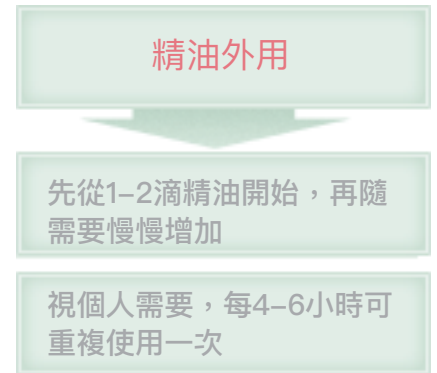 精油外用
先從1–2滴精油開始，再隨
需要慢慢增加
視個人需要，每4–6小時可
重複使用一次